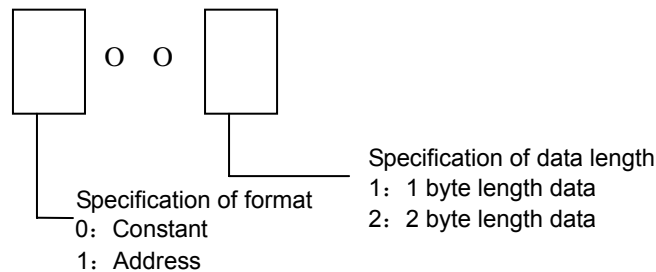 O O
Specification of data length
1：1 byte length data
2：2 byte length data
Specification of format
0：Constant
1：Address